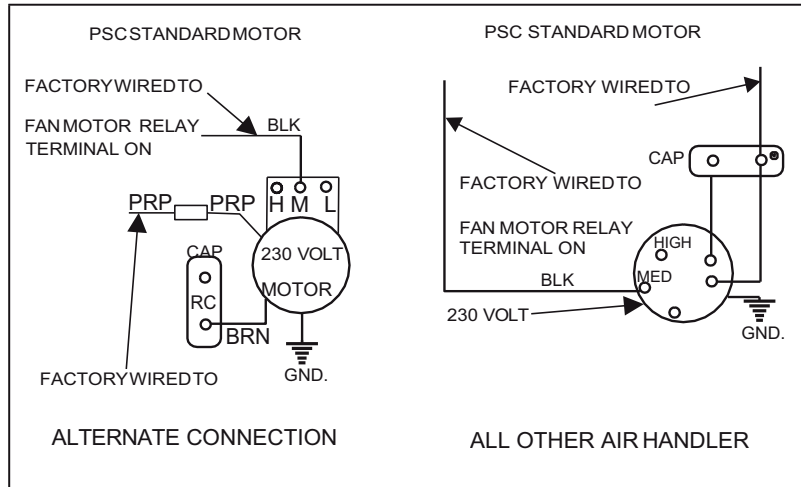 PSC STANDARD MOTOR
FACTORY WIRED TO
FAN MOTOR RELAY
TERMINAL ON
BLK
H M L
PRP
PRP
CAP
RC
230 VOLT
MOTOR
BRN
GND.
FACTORY WIRED TO
ALTERNATE CONNECTION
PSC STANDARD MOTOR
FACTORY WIRED TO
CAP
FACTORY WIRED TO
FAN MOTOR RELAY
TERMINAL ON
HIGH
MED
BLK
230 VOLT
GND.
ALL OTHER AIR HANDLER